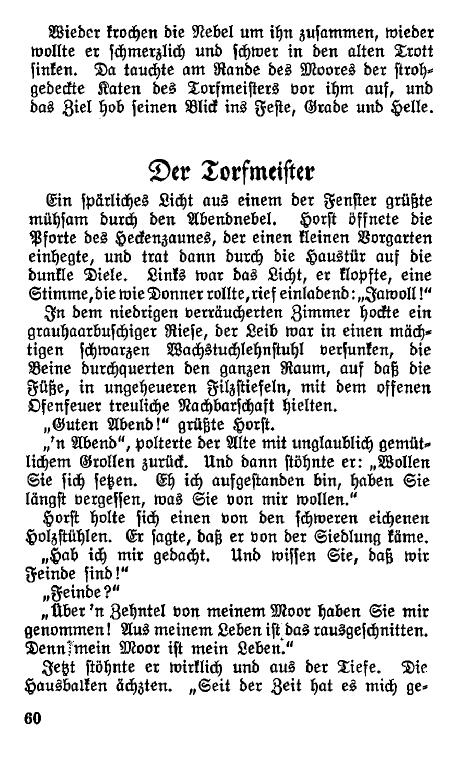 Wieder krochen die Nebel um ihn zusammen, wieder
wollte er schmerzlich und schwer in den alten Trott
sinken. Da tauchte am Rande des Moores der stroh-
gedeckte Katen des Torfmeisters vor ihm auf, und
das Ziel hob seinen Blick ins Feste, Grade und Helle.
Der Torfmeister
Ein spärliches Licht aus einem der Fenster grüßte
mühsam durch den Abendnebel. Horst öffnete die
Pforte des Heckenzaunes, der einen kleinen Vorgarten
einhegte, und trat dann durch die Haustür auf die
dunkle Diele. Links war das Licht, er klopfte, eine
Stimme, die wie Donner rollte, rief einladend: „Jawoll!“
In dem niedrigen verräucherten Zimmer hockte ein
grauhaarbuschiger Riese, der Leib war in einen mäch-
tigen schwarzen Wachstuchlehnstuhl versunken, die
Beine durchquerten den ganzen Raum, auf daß die
Füße, in ungeheueren Filzstiefeln, mit dem offenen
Ofenfeuer treuliche Nachbarschaft hielten.
„Guten Abend!“ grüßte Horst.
„'n Abend“, polterte der Alte mit unglaublich gemüt-
lichem Grollen zurück. Und dann stöhnte er: „Wollen
Sie sich setzen. Eh ich aufgestanden bin, haben Sie
längst vergessen, was Sie von mir wollen.“
Horst holte sich einen von den schweren eichenen
Holzstühlen. Er sagte, daß er von der Siedlung käme.
„Hab ich mir gedacht. Und wissen Sie, daß wir
Feinde sind!“
„Feinde?“
„Über 'n Zehntel von meinem Moor haben Sie mir
genommen! Aus meinem Leben ist das rausgeschnitten.
Denn mein Moor ist mein Leben.“
Jetzt stöhnte er wirklich und aus der Tiefe. Die
Hausbalken ächzten. „Seit der Zeit hat es mich ge-
60